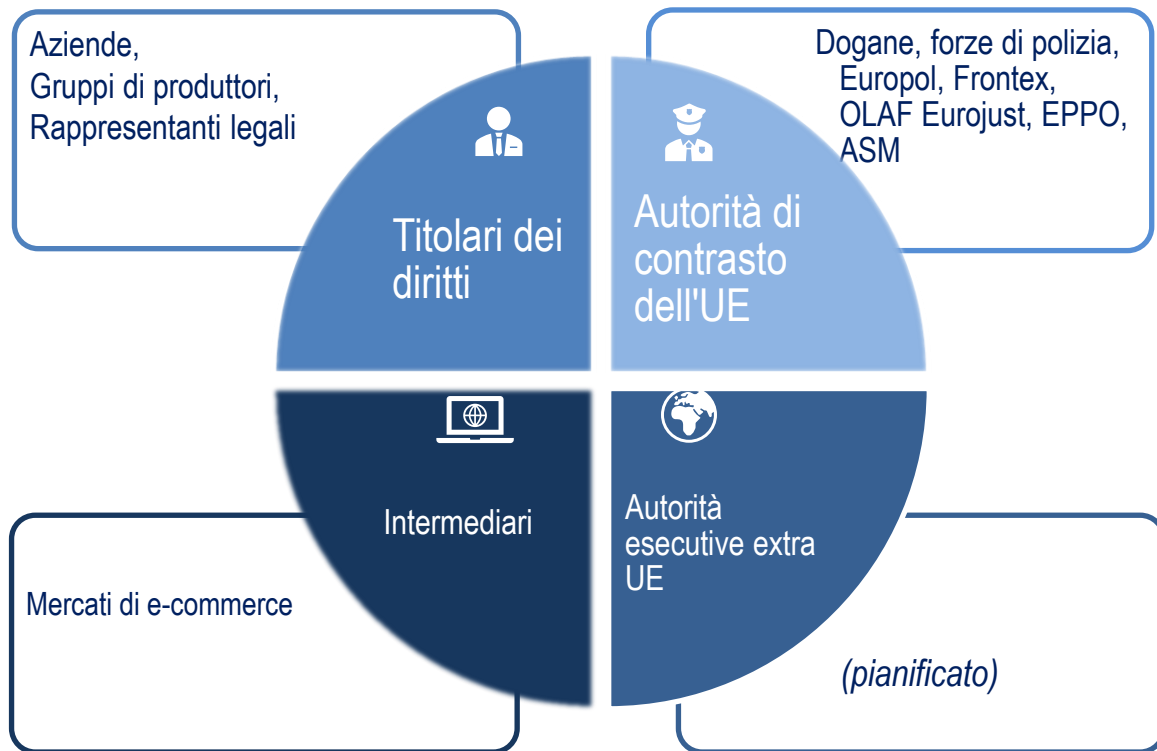 Aziende,
Gruppi di produttori,
Rappresentanti legali
Dogane, forze di polizia,
Europol, Frontex,
OLAF Eurojust, EPPO,
ASM
Titolari dei
diritti
Autorità di
contrasto
dell'UE
Intermediari
Autorità
esecutive extra
UE
Mercati di e-commerce
(pianificato)